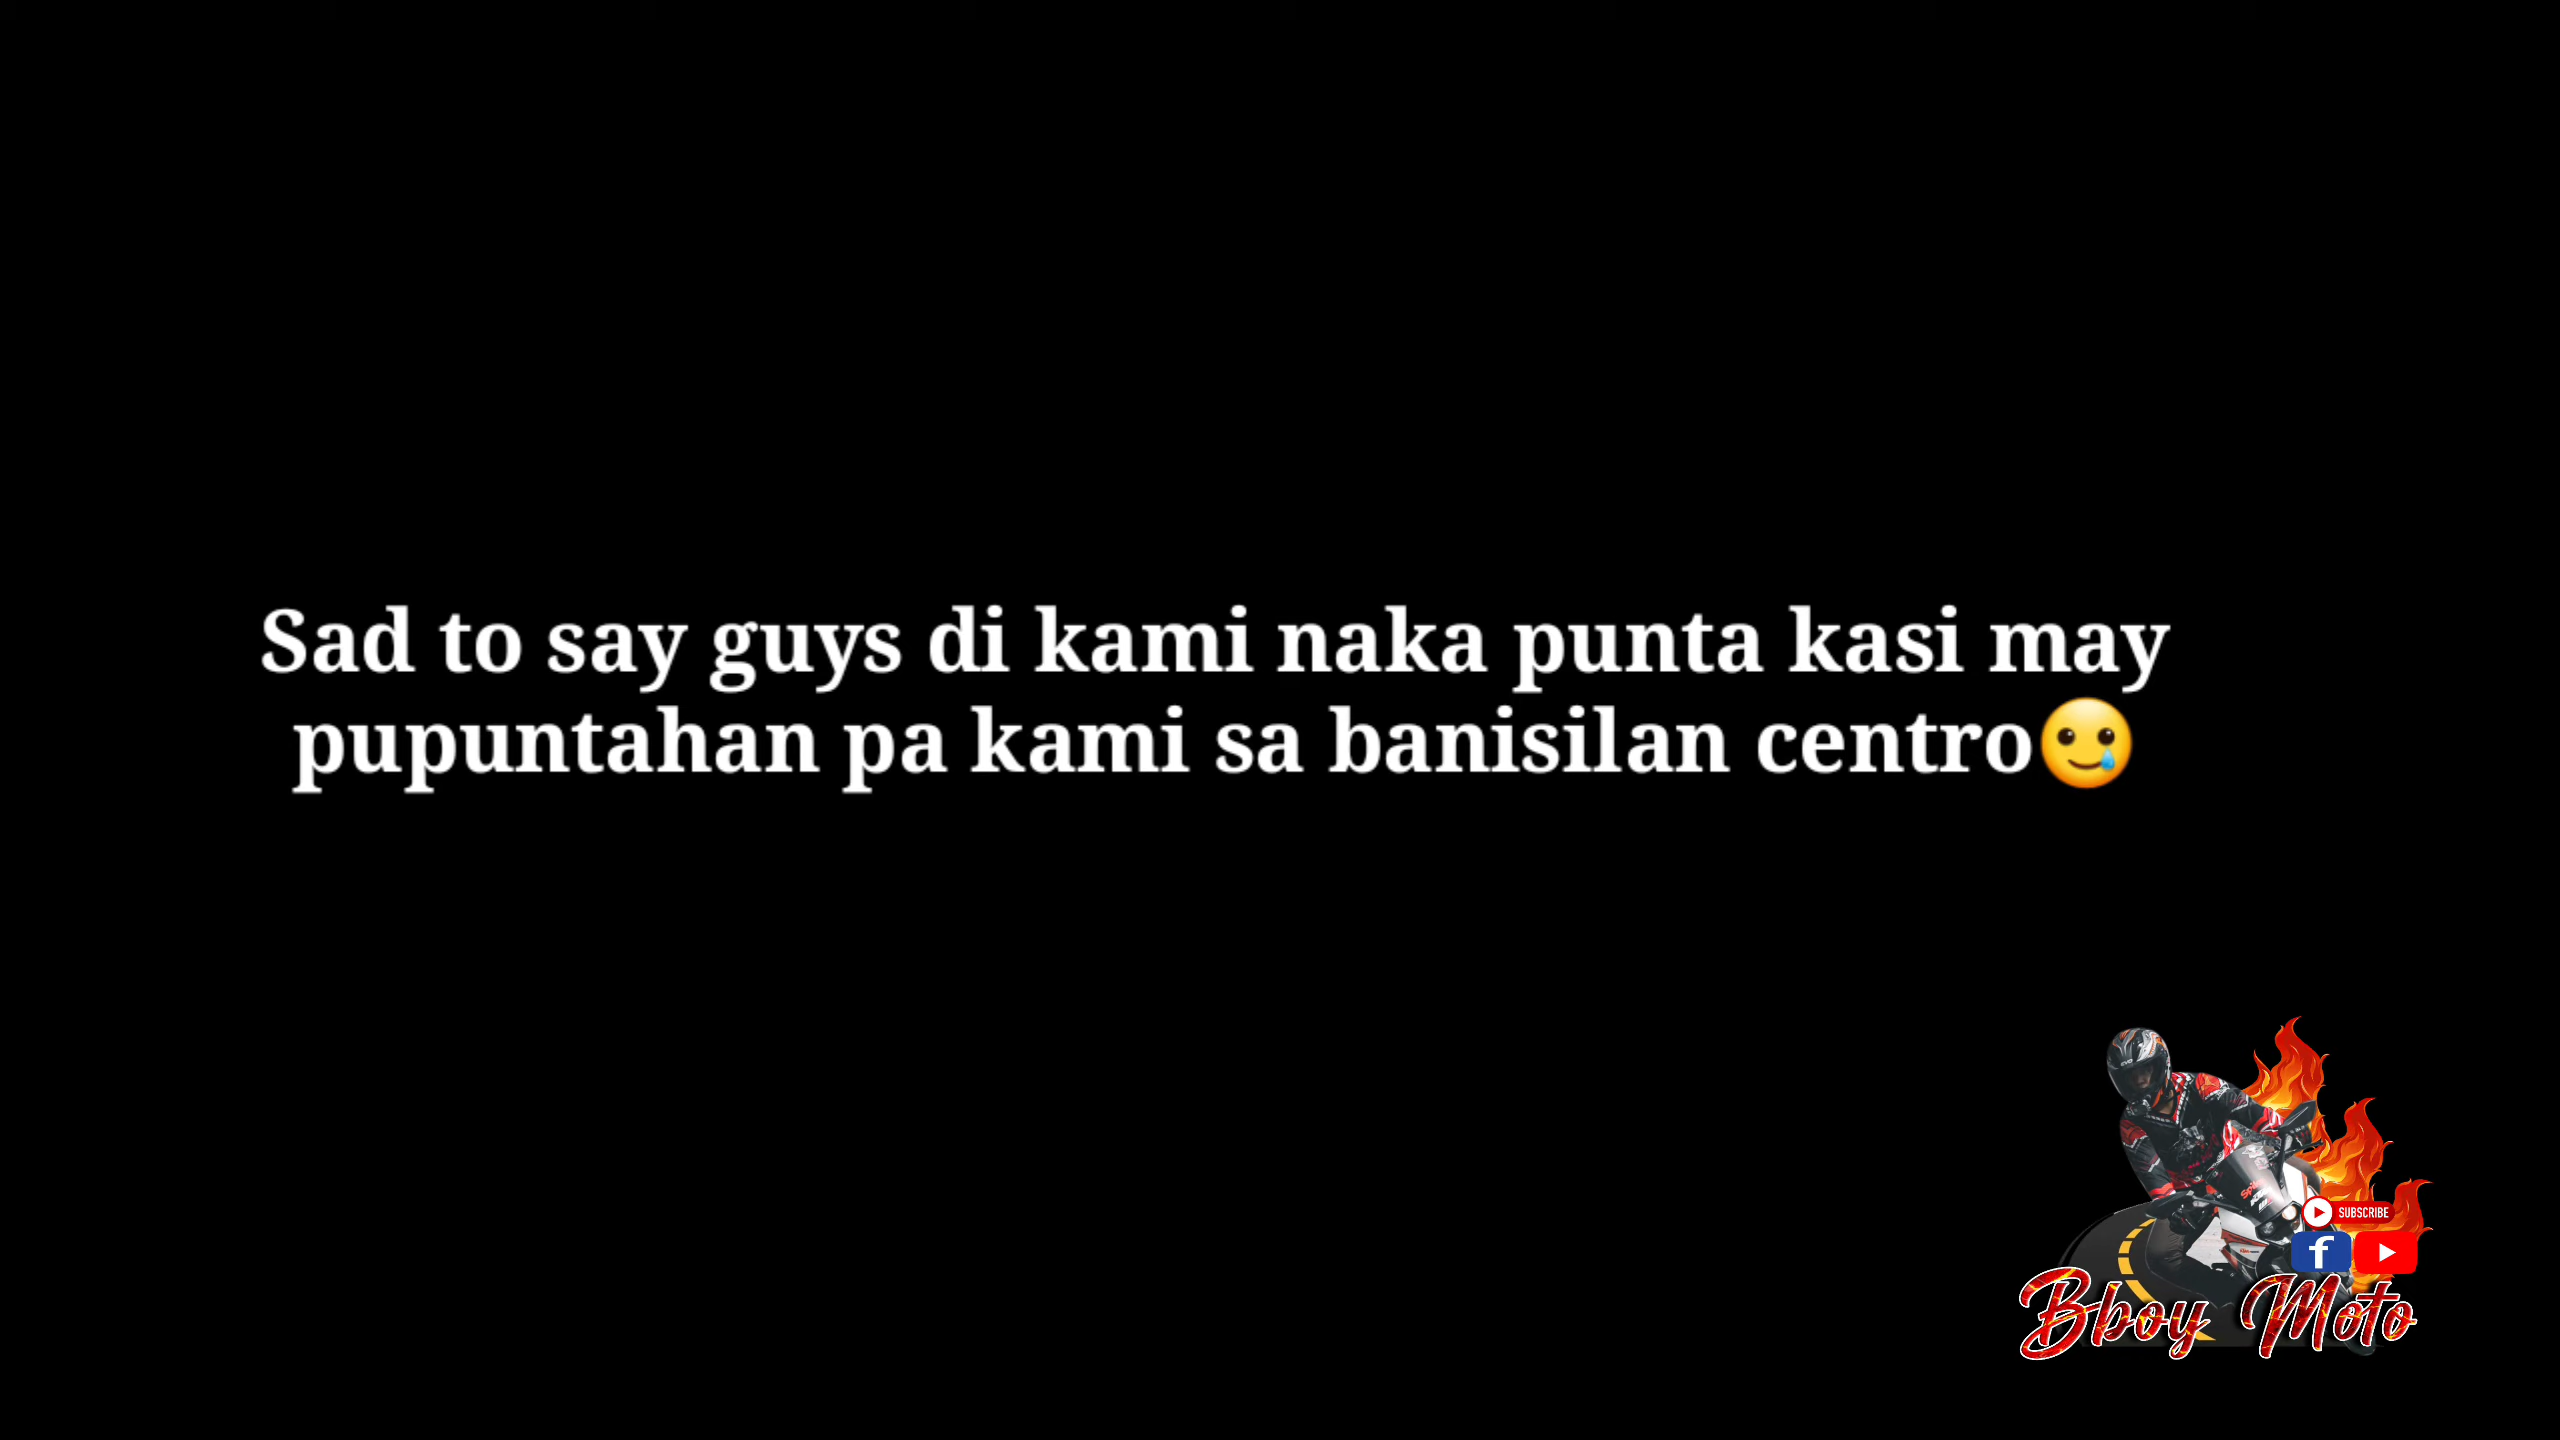 Sad to say guys di kami naka punta kasi may
pupuntahan pa kami sa banisilan centro🥲
SUBSCRIBE
f
Bboy Moto